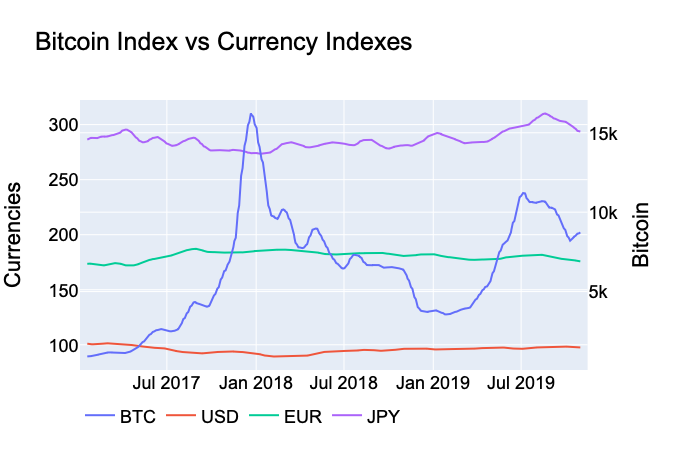 Bitcoin Index vs Currency Indexes
300
250
200
150
100
Currencies
15k
10k
5k
Bitcoin
Jul 2017 Jan 2018 Jul 2018 Jan 2019 Jul 2019
BTC USD EUR JPY